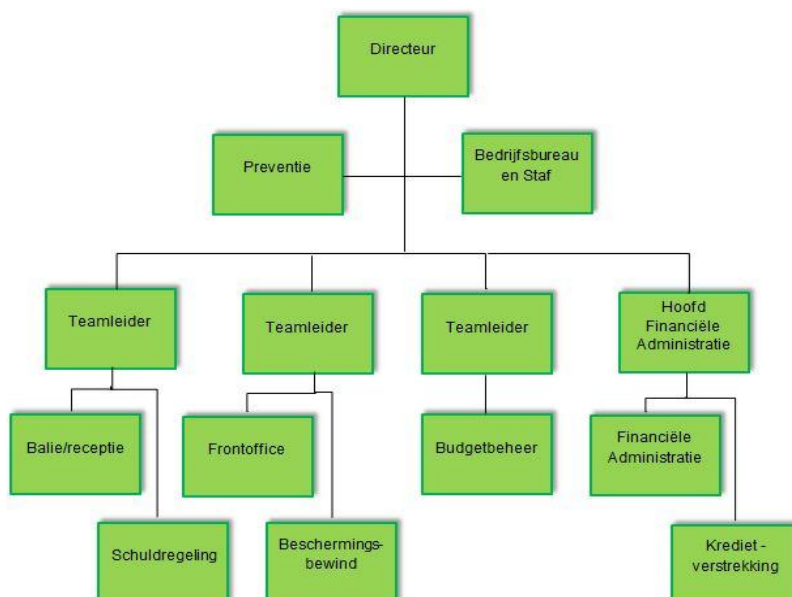 Directeur
Preventie
Bedrijfsbureau
en Staf
Teamleider
Teamleider
Teamleider
Hoofd
Financiële
Administratie
Balie/receptie
Frontoffice
Budgetbeheer
Financiële
Administratie
Schuldregeling
Beschermings-
bewind
Krediet -
verstrekking